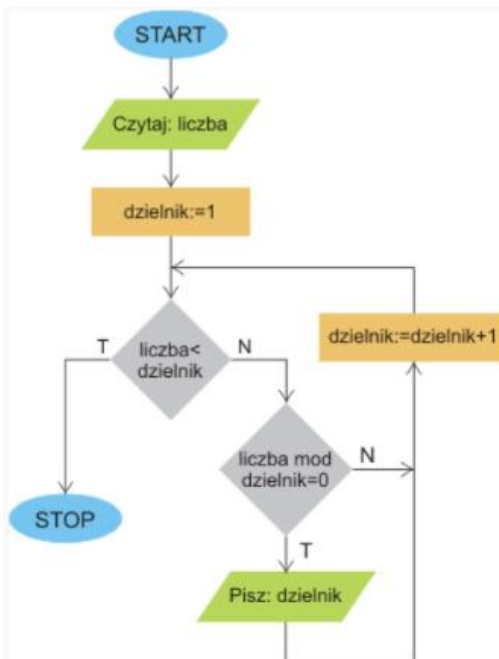 START
Czytaj: liczba
dzielnik:=1
dzielnik:=dzielnik+1
T
liczba<
dzielnik
N
liczba mod
dzielnik=0
N
STOP
T
Pisz: dzielnik